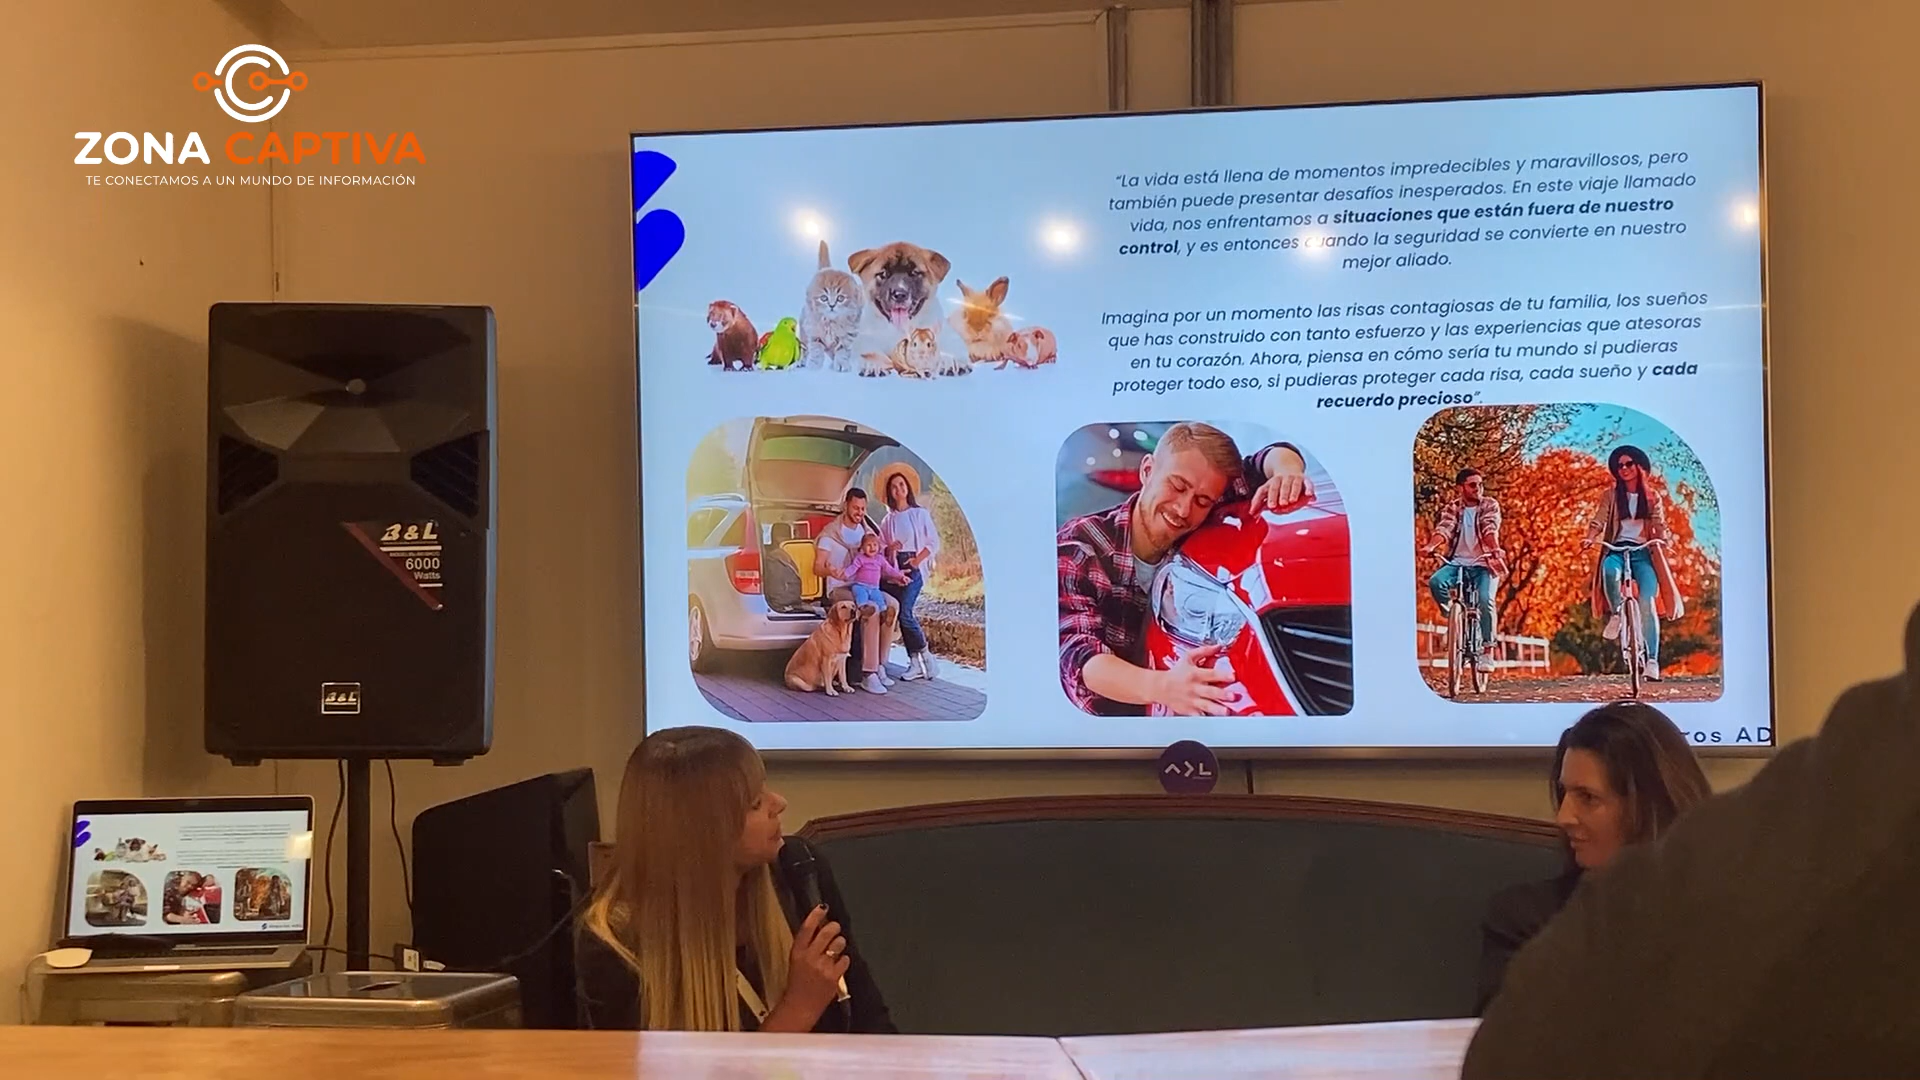 ZONA CAPTIVA
TE CONECTAMOS A UN MUNDO DE INFORMACIÓN
“La vida está llena de momentos impredecibles y maravillosos, pero
también puede presentar desafíos inesperados. En este viaje llamado
vida, nos enfrentamos a situaciones que están fuera de nuestro
control, y es entonces cuando la seguridad se convierte en nuestro
mejor aliado.
Imagina por un momento las risas contagiosas de tu familia, los sueños
que has construido con tanto esfuerzo y las experiencias que atesoras
en tu corazón. Ahora, piensa en cómo sería tu mundo si pudieras
proteger todo eso, si pudieras proteger cada risa, cada sueño y cada
recuerdo precioso”.
B&L
6000
Watts
B&L
ros AD